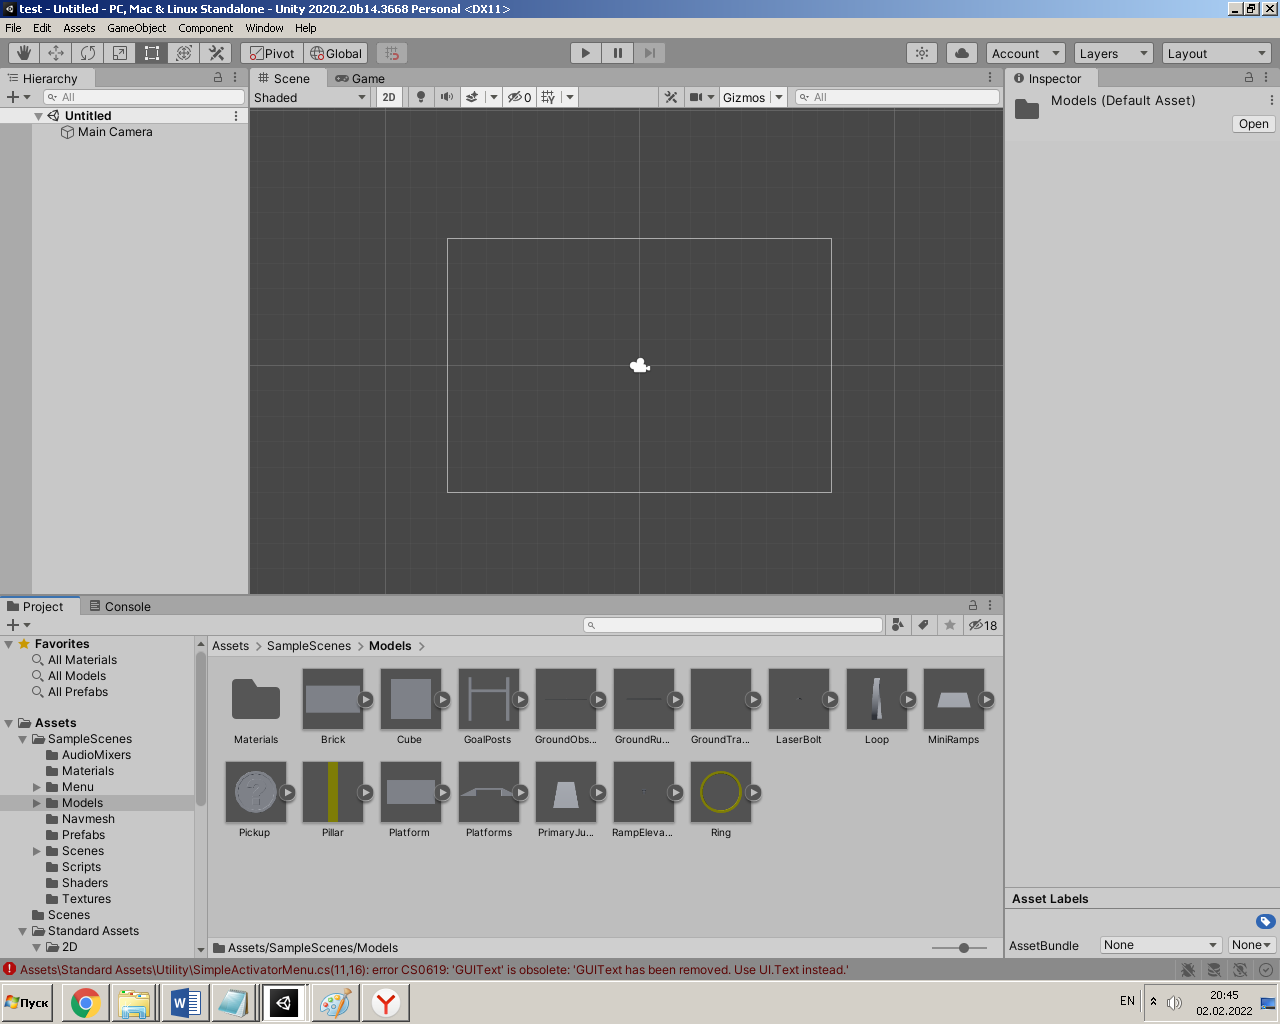 test - Untitled - PC, Mac & Linux Standalone - Unity 2020.2.0b14.3668 Personal <DX11>
File Edit Assets GameObject Component Window Help
Pivot Global Account Layers Layout
Hierarchy
All
Untitled
Main Camera
Scene Game
Shaded 2D 0 Gizmos All
Inspector
Models (Default Asset)
Open
Project Console
18
Favorites
All Materials
All Models
All Prefabs
Assets
SampleScenes
AudioMixers
Materials
Menu
Models
Navmesh
Prefabs
Scenes
Scripts
Shaders
Textures
Scenes
Standard Assets
2D
Assets > SampleScenes > Models >
Materials Brick Cube GoalPosts GroundObs... GroundRu... GroundTra... LaserBolt Loop MiniRamps
Pickup Pillar Platform Platforms PrimaryJu... RampEleva... Ring
Assets/SampleScenes/Models
Asset Labels
AssetBundle None None
Assets\Standard Assets\Utility\SimpleActivatorMenu.cs(11,16): error CS0619: 'GUIText' is obsolete: 'GUIText has been removed. Use UI.Text instead.'
Пуск
EN
20:45
02.02.2022